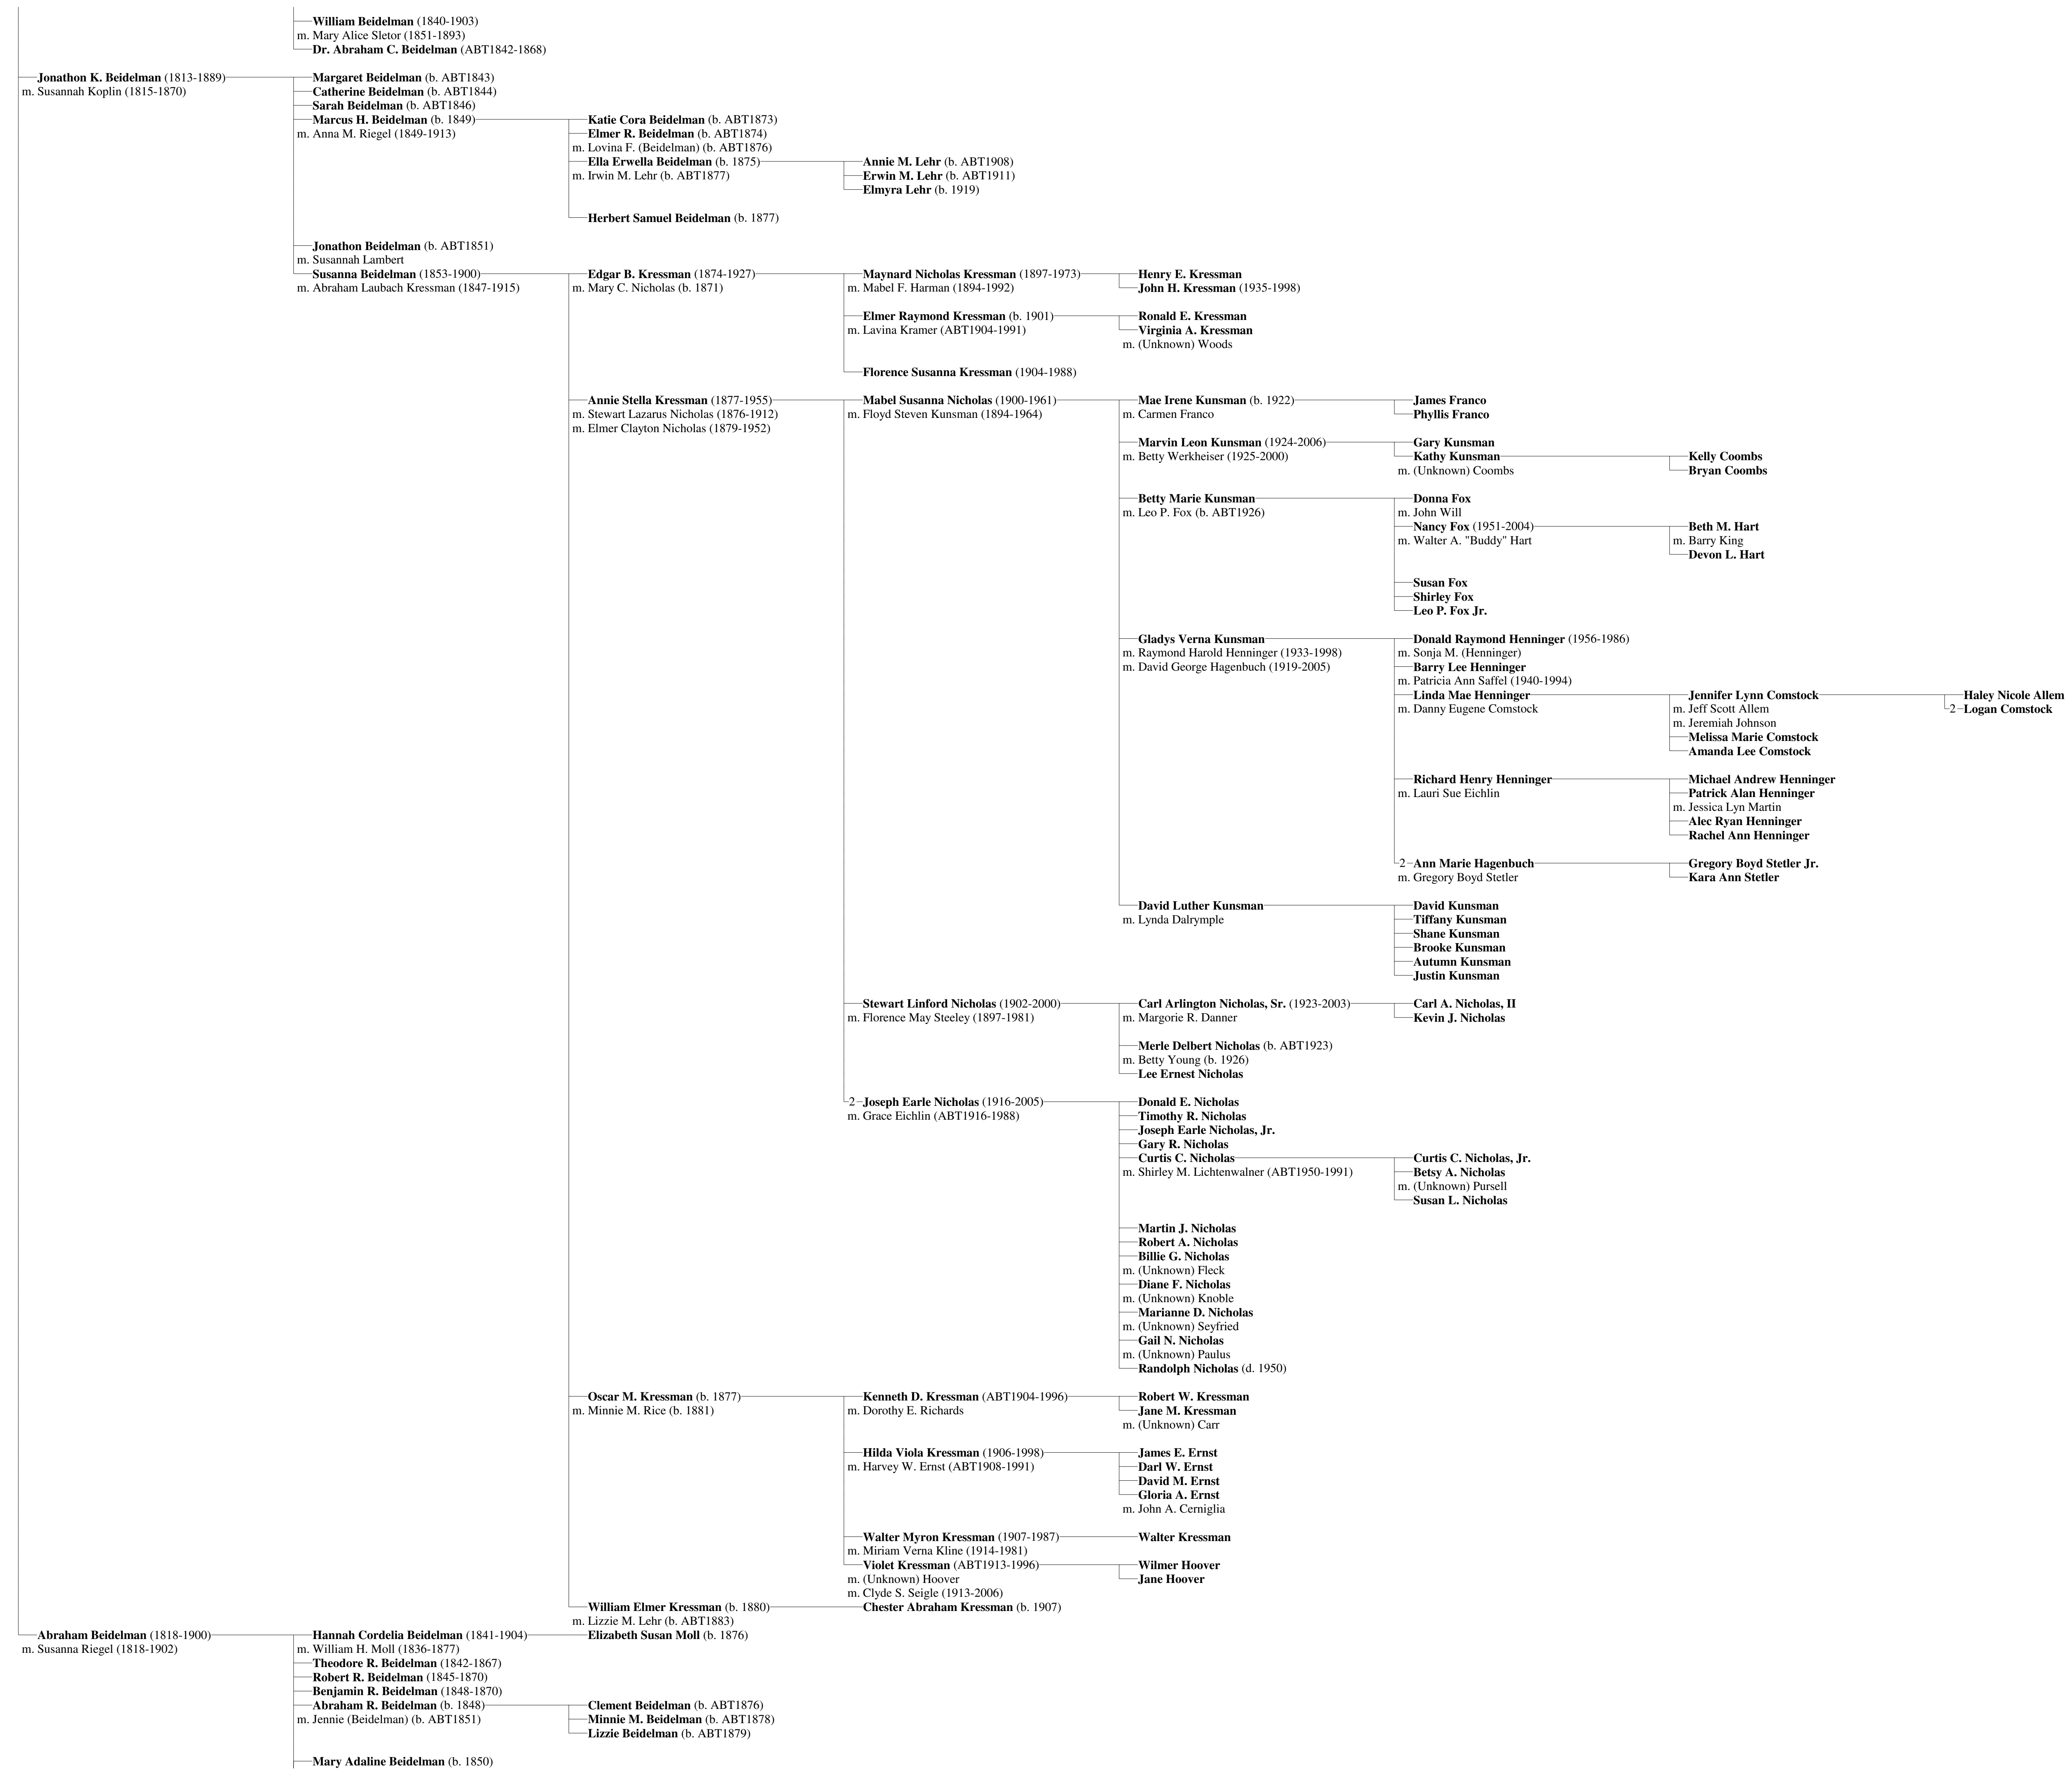 William Beidelman (1840-1903)
m. Mary Alice Sletor (1851-1893)
Dr. Abraham C. Beidelman (ABT1842-1868)
Jonathon K. Beidelman (1813-1889) Margaret Beidelman (b. ABT1843)
m. Susannah Koplin (1815-1870) Catherine Beidelman (b. ABT1844)
Sarah Beidelman (b. ABT1846)
Marcus H. Beidelman (b. 1849) Katie Cora Beidelman (b. ABT1873)
m. Anna M. Riegel (1849-1913) Elmer R. Beidelman (b. ABT1874)
m. Lovina F. (Beidelman) (b. ABT1876)
Ella Erwella Beidelman (b. 1875) Annie M. Lehr (b. ABT1908)
m. Irwin M. Lehr (b. ABT1877) Erwin M. Lehr (b. ABT1911)
Elmyra Lehr (b. 1919)
Herbert Samuel Beidelman (b. 1877)
Jonathon Beidelman (b. ABT1851)
m. Susannah Lambert
Susanna Beidelman (1853-1900) Edgar B. Kressman (1874-1927) Maynard Nicholas Kressman (1897-1973) Henry E. Kressman
m. Abraham Laubach Kressman (1847-1915) m. Mary C. Nicholas (b. 1871) m. Mabel F. Harman (1894-1992) John H. Kressman (1935-1998)
Elmer Raymond Kressman (b. 1901) Ronald E. Kressman
m. Lavina Kramer (ABT1904-1991) Virginia A. Kressman
m. (Unknown) Woods
Florence Susanna Kressman (1904-1988)
Annie Stella Kressman (1877-1955) Mabel Susanna Nicholas (1900-1961) Mae Irene Kunsman (b. 1922) James Franco
m. Stewart Lazarus Nicholas (1876-1912) m. Floyd Steven Kunsman (1894-1964) m. Carmen Franco Phyllis Franco
m. Elmer Clayton Nicholas (1879-1952)
Marvin Leon Kunsman (1924-2006) Gary Kunsman
m. Betty Werkheiser (1925-2000) Kathy Kunsman Kelly Coombs
m. (Unknown) Coombs Bryan Coombs
Betty Marie Kunsman Donna Fox
m. Leo P. Fox (b. ABT1926) m. John Will
Nancy Fox (1951-2004) Beth M. Hart
m. Walter A. "Buddy" Hart m. Barry King
Devon L. Hart
Susan Fox
Shirley Fox
Leo P. Fox Jr.
Gladys Verna Kunsman Donald Raymond Henninger (1956-1986)
m. Raymond Harold Henninger (1933-1998) m. Sonja M. (Henninger)
m. David George Hagenbuch (1919-2005) Barry Lee Henninger
m. Patricia Ann Saffel (1940-1994)
Linda Mae Henninger Jennifer Lynn Comstock Haley Nicole Allem
m. Danny Eugene Comstock m. Jeff Scott Allem 2 Logan Comstock
m. Jeremiah Johnson
Melissa Marie Comstock
Amanda Lee Comstock
Richard Henry Henninger Michael Andrew Henninger
m. Lauri Sue Eichlin Patrick Alan Henninger
m. Jessica Lyn Martin
Alec Ryan Henninger
Rachel Ann Henninger
2 Ann Marie Hagenbuch Gregory Boyd Stetler Jr.
m. Gregory Boyd Stetler Kara Ann Stetler
David Luther Kunsman David Kunsman
m. Lynda Dalrymple Tiffany Kunsman
Shane Kunsman
Brooke Kunsman
Autumn Kunsman
Justin Kunsman
Stewart Linford Nicholas (1902-2000) Carl Arlington Nicholas, Sr. (1923-2003) Carl A. Nicholas, II
m. Florence May Steeley (1897-1981) m. Margorie R. Danner Kevin J. Nicholas
Merle Delbert Nicholas (b. ABT1923)
m. Betty Young (b. 1926)
Lee Ernest Nicholas
2 Joseph Earle Nicholas (1916-2005) Donald E. Nicholas
m. Grace Eichlin (ABT1916-1988) Timothy R. Nicholas
Joseph Earle Nicholas, Jr.
Gary R. Nicholas
Curtis C. Nicholas Curtis C. Nicholas, Jr.
m. Shirley M. Lichtenwalner (ABT1950-1991) Betsy A. Nicholas
m. (Unknown) Pursell
Susan L. Nicholas
Martin J. Nicholas
Robert A. Nicholas
Billie G. Nicholas
m. (Unknown) Fleck
Diane F. Nicholas
m. (Unknown) Knoble
Marianne D. Nicholas
m. (Unknown) Seyfried
Gail N. Nicholas
m. (Unknown) Paulus
Randolph Nicholas (d. 1950)
Oscar M. Kressman (b. 1877) Kenneth D. Kressman (ABT1904-1996) Robert W. Kressman
m. Minnie M. Rice (b. 1881) m. Dorothy E. Richards Jane M. Kressman
m. (Unknown) Carr
Hilda Viola Kressman (1906-1998) James E. Ernst
m. Harvey W. Ernst (ABT1908-1991) Darl W. Ernst
David M. Ernst
Gloria A. Ernst
m. John A. Cerniglia
Walter Myron Kressman (1907-1987) Walter Kressman
m. Miriam Verna Kline (1914-1981)
Violet Kressman (ABT1913-1996) Wilmer Hoover
m. (Unknown) Hoover Jane Hoover
m. Clyde S. Seigle (1913-2006)
William Elmer Kressman (b. 1880) Chester Abraham Kressman (b. 1907)
m. Lizzie M. Lehr (b. ABT1883)
Abraham Beidelman (1818-1900) Hannah Cordelia Beidelman (1841-1904) Elizabeth Susan Moll (b. 1876)
m. Susanna Riegel (1818-1902) m. William H. Moll (1836-1877)
Theodore R. Beidelman (1842-1867)
Robert R. Beidelman (1845-1870)
Benjamin R. Beidelman (1848-1870)
Abraham R. Beidelman (b. 1848) Clement Beidelman (b. ABT1876)
m. Jennie (Beidelman) (b. ABT1851) Minnie M. Beidelman (b. ABT1878)
Lizzie Beidelman (b. ABT1879)
Mary Adaline Beidelman (b. 1850)